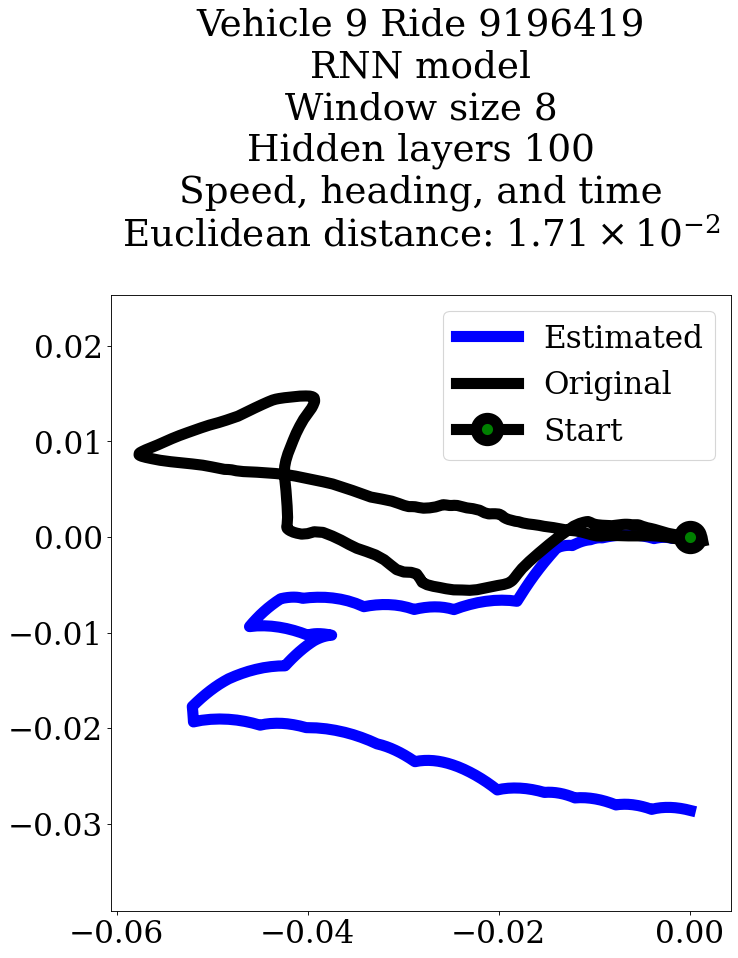 Vehicle 9 Ride 9196419
RNN model
Window size 8
Hidden layers 100
Speed, heading, and time
Euclidean distance: 1.71 × 10⁻²
Estimated
Original
Start
0.02
0.01
0.00
−0.01
−0.02
−0.03
−0.06
−0.04
−0.02
0.00